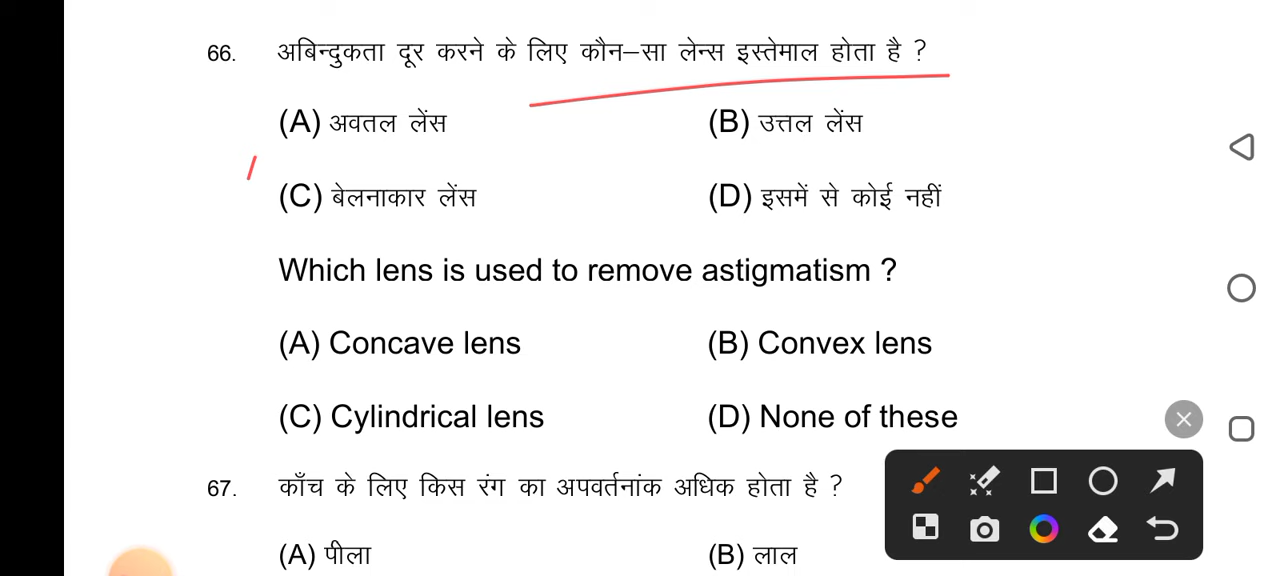 66. अबिन्दुकता दूर करने के लिए कौन–सा लेन्स इस्तेमाल होता है ?
(A) अवतल लेंस (B) उत्तल लेंस
(C) बेलनाकार लेंस (D) इसमें से कोई नहीं
Which lens is used to remove astigmatism ?
(A) Concave lens (B) Convex lens
(C) Cylindrical lens (D) None of these
67. काँच के लिए किस रंग का अपवर्तनांक अधिक होता है ?
(A) पीला (B) लाल